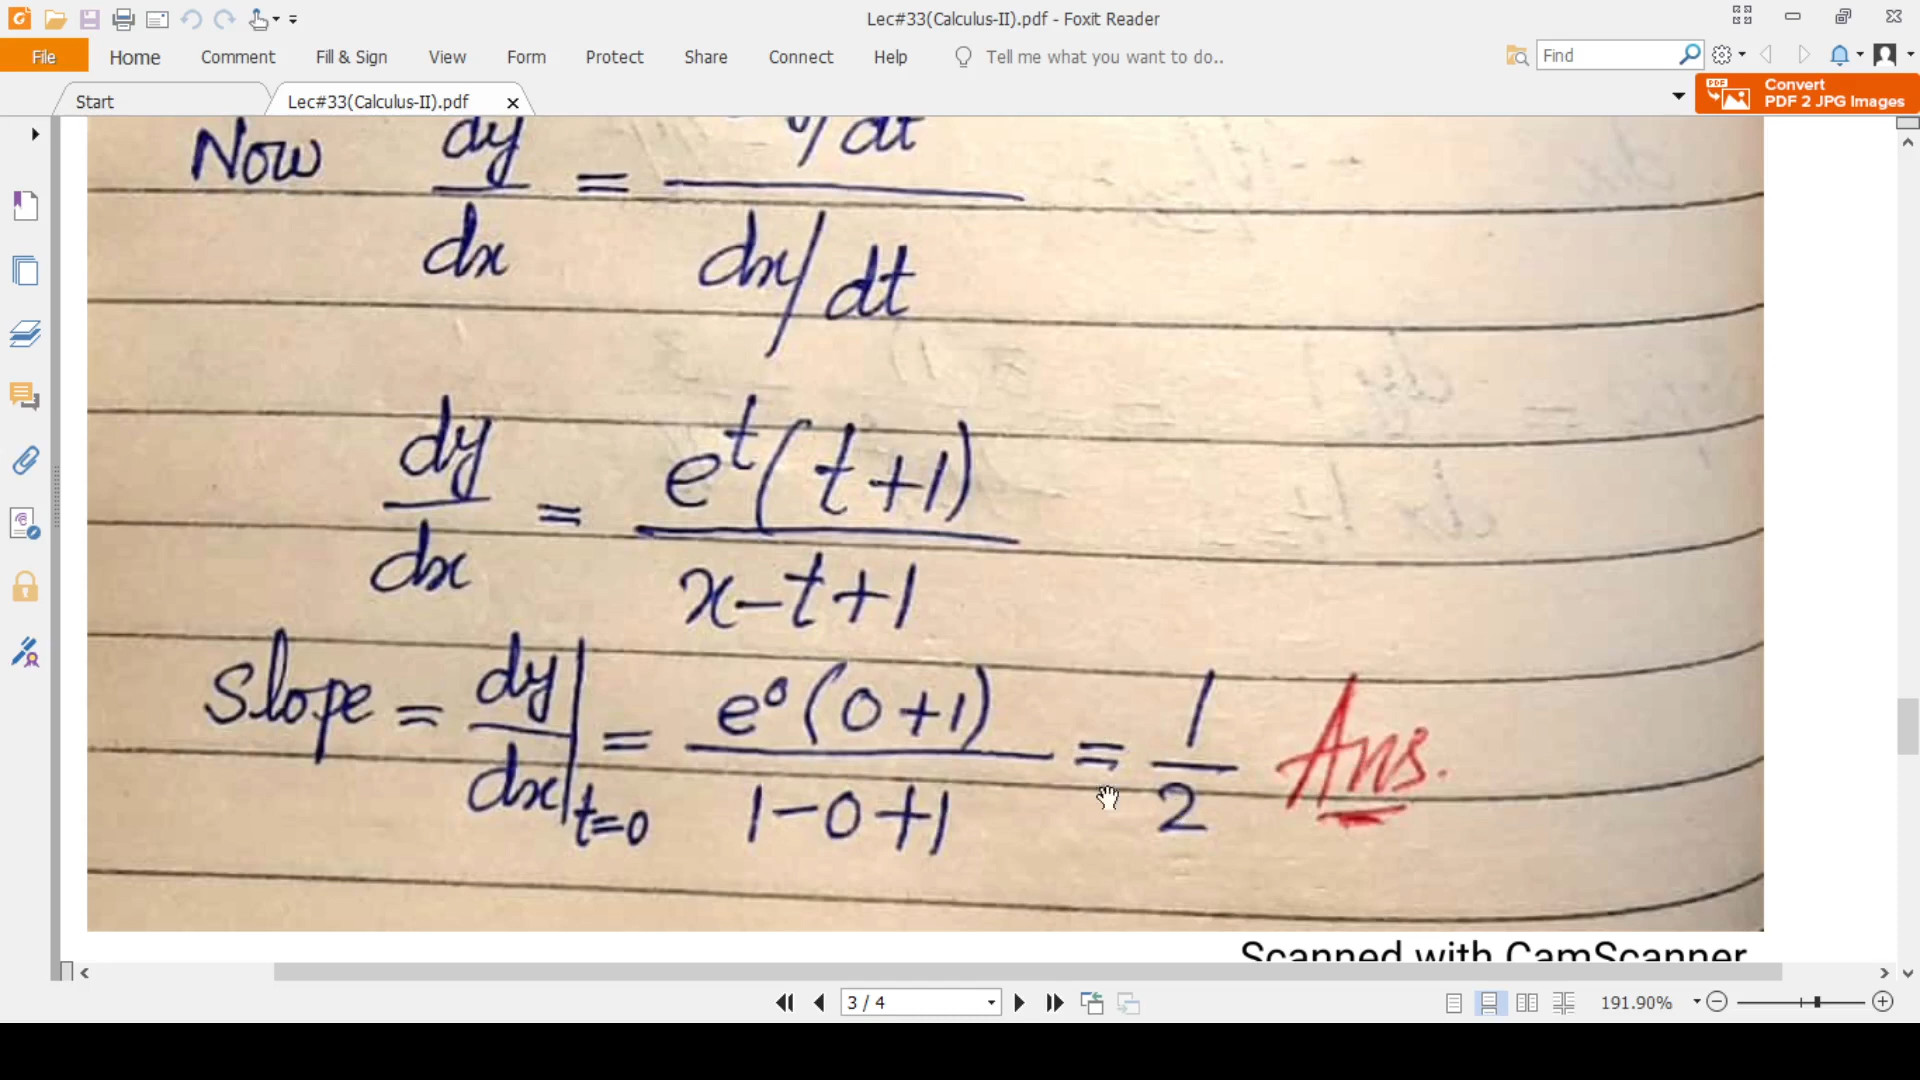 Lec#33(Calculus-II).pdf - Foxit Reader
File Home Comment Fill & Sign View Form Protect Share Connect Help Tell me what you want to do.. Find
Start Lec#33(Calculus-II).pdf
Convert
PDF 2 JPG Images
Now dy/dx = dy/dt / dx/dt
dy/dx = e^t(t+1) / x-t+1
Slope = dy/dx|t=0 = e^0(0+1) / 1-0+1 = 1/2 Ans.
Scanned with CamScanner
3 / 4 191.90%